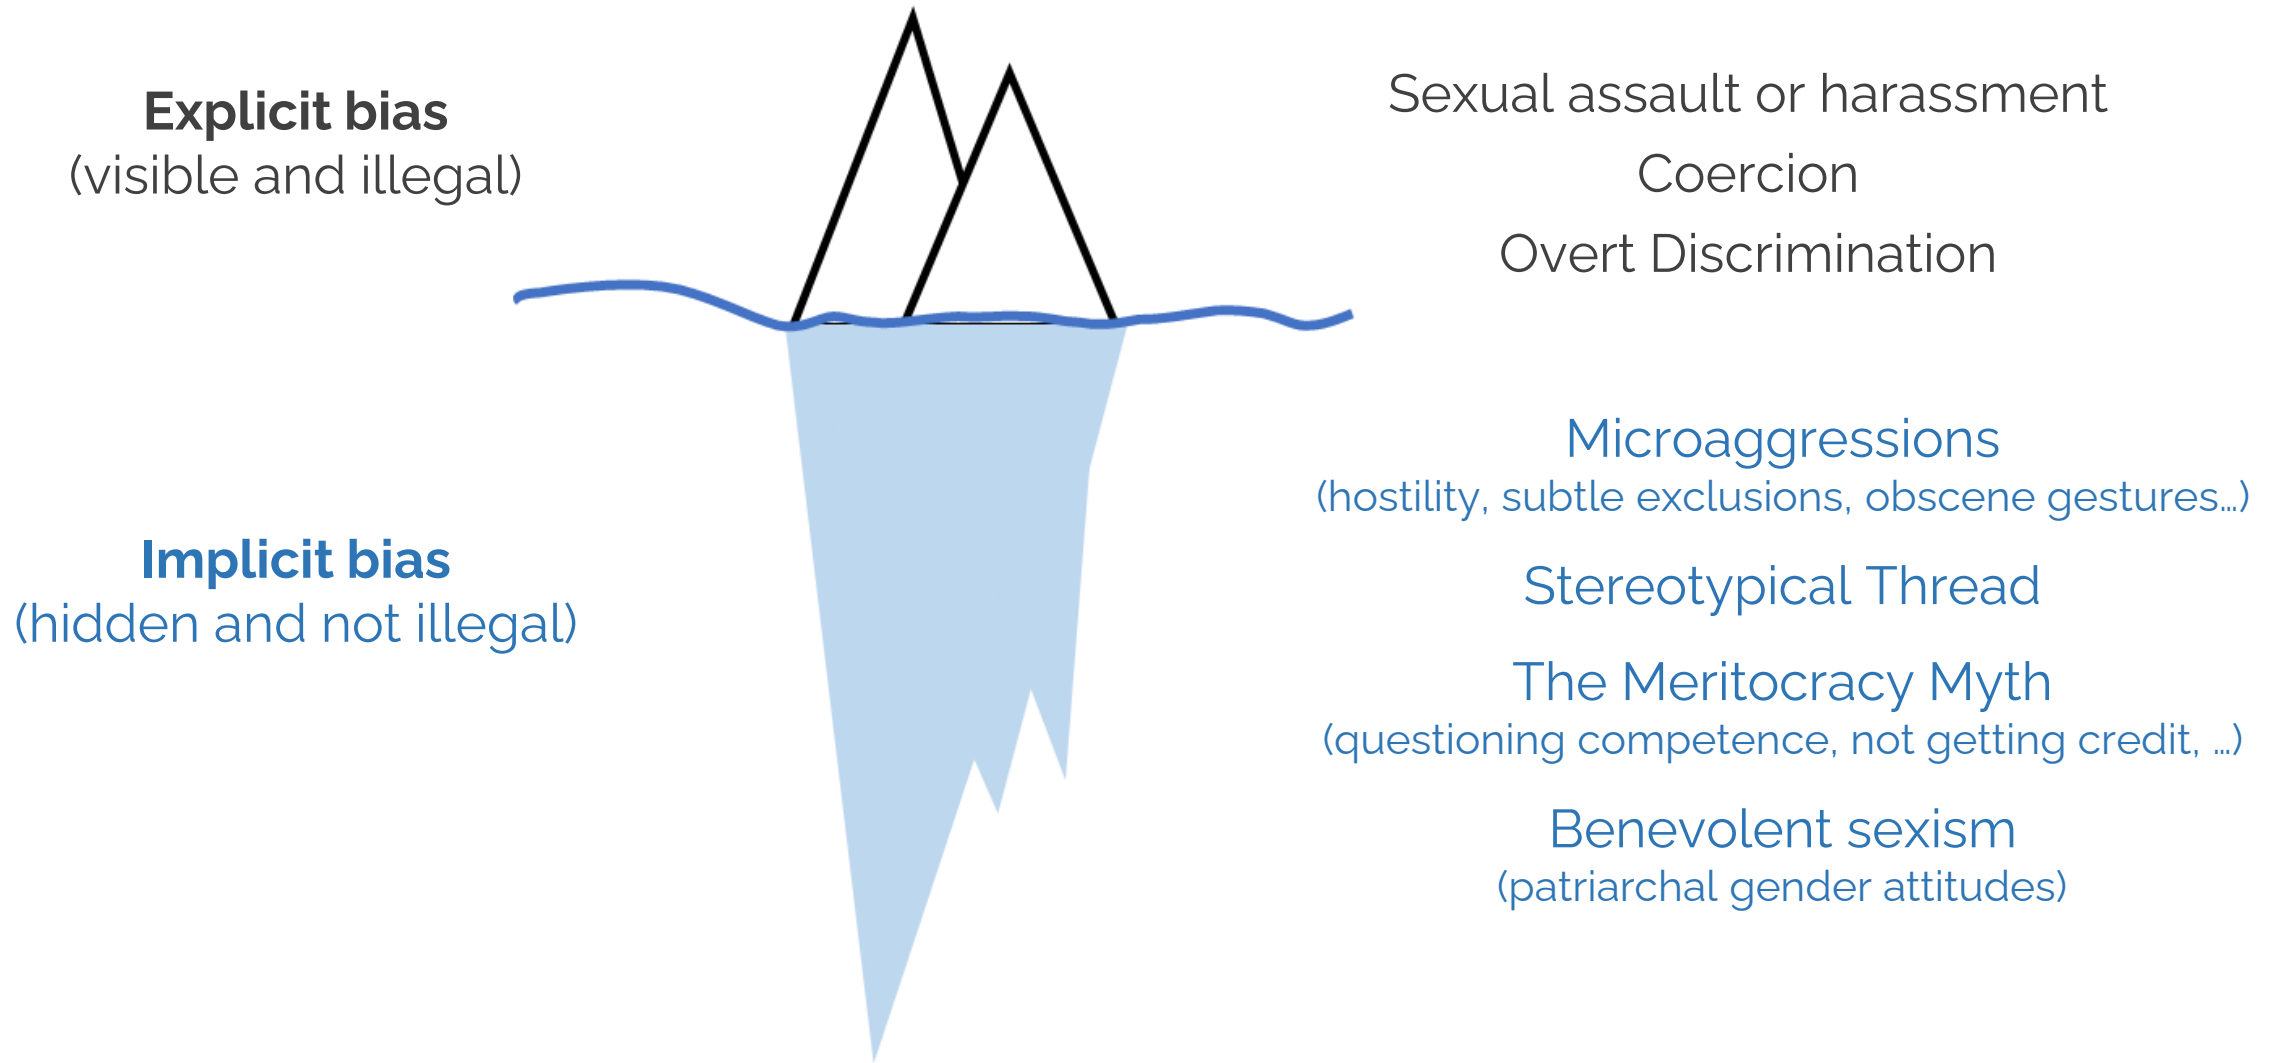 Explicit bias
(visible and illegal)
Sexual assault or harassment
Coercion
Overt Discrimination
Implicit bias
(hidden and not illegal)
Microaggressions
(hostility, subtle exclusions, obscene gestures…)
Stereotypical Thread
The Meritocracy Myth
(questioning competence, not getting credit, …)
Benevolent sexism
(patriarchal gender attitudes)